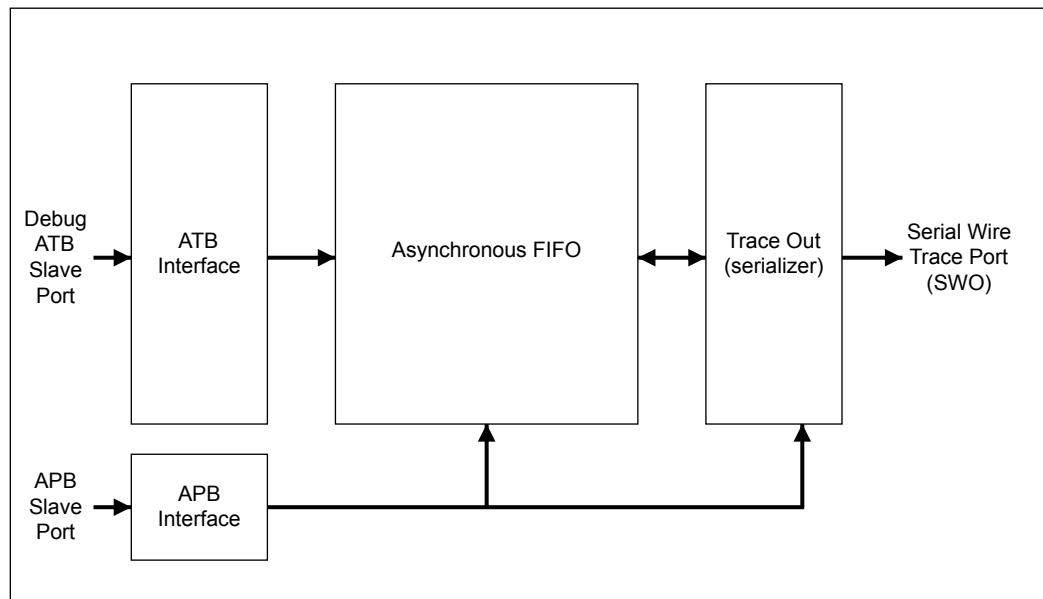 Debug
ATB
Slave
Port
ATB
Interface
Asynchronous FIFO
Trace Out
(serializer)
Serial Wire
Trace Port
(SWO)
APB
Slave
Port
APB
Interface